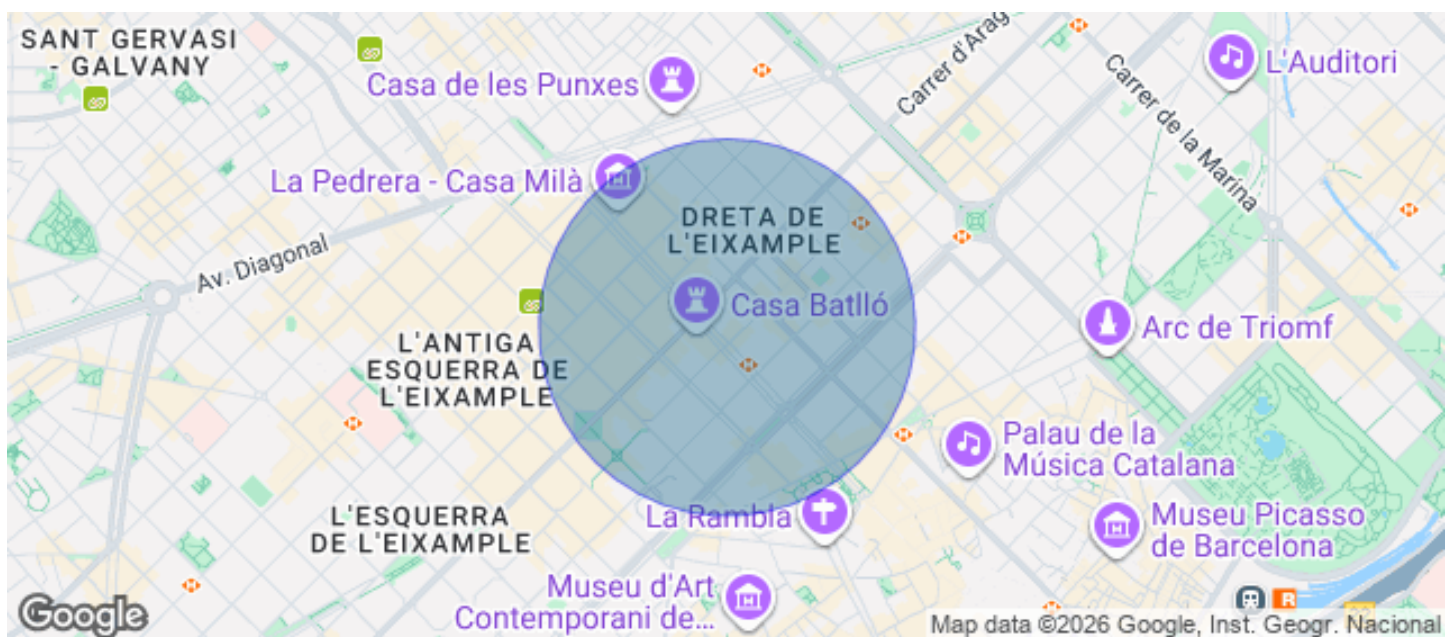 SANT GERVASI
- GALVANY
Casa de les Punxes
Carrer d'Arag
L'Auditori
Carrer de la Marina
La Pedrera - Casa Milà
DRETA DE
L'EIXAMPLE
Av. Diagonal
Casa Batlló
Arc de Triomf
L'ANTIGA
ESQUERRA DE
L'EIXAMPLE
Palau de la
Música Catalana
L'ESQUERRA
DE L'EIXAMPLE
La Rambla
Museu Picasso
de Barcelona
Museu d'Art
Contemporani de...
R
Google
Map data ©2026 Google, Inst. Geogr. Nacional